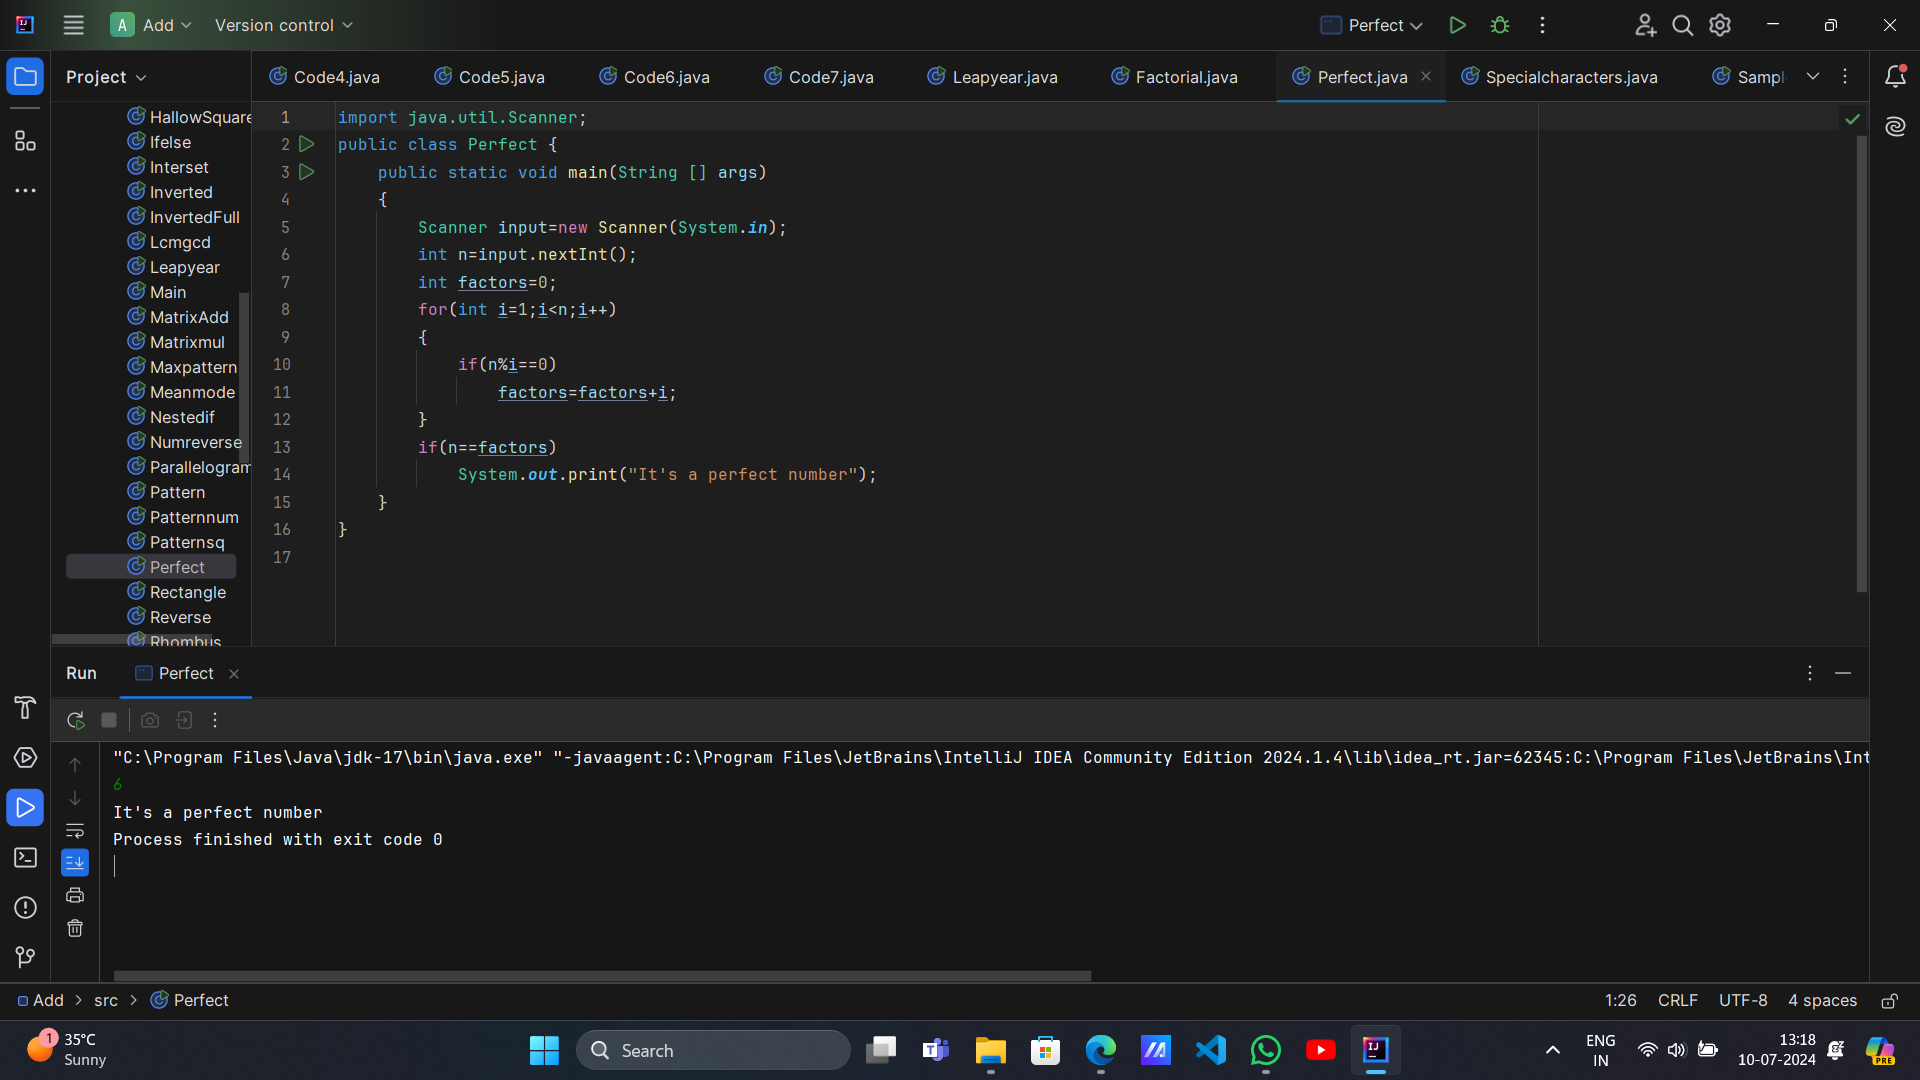 A Add Version control Perfect
Project
Code4.java Code5.java Code6.java Code7.java Leapyear.java Factorial.java Perfect.java Specialcharacters.java Sampl
HallowSquare
Ifelse
Interset
Inverted
InvertedFull
Lcmgcd
Leapyear
Main
MatrixAdd
Matrixmul
Maxpattern
Meanmode
Nestedif
Numreverse
Parallelogram
Pattern
Patternnum
Patternsq
Perfect
Rectangle
Reverse
Rhombus
1 import java.util.Scanner;
2 public class Perfect {
3 public static void main(String [] args)
4 {
5 Scanner input=new Scanner(System.in);
6 int n=input.nextInt();
7 int factors=0;
8 for(int i=1;i<n;i++)
9 {
10 if(n%i==0)
11 factors=factors+i;
12 }
13 if(n==factors)
14 System.out.print("It's a perfect number");
15 }
16 }
17
Run Perfect
"C:\Program Files\Java\jdk-17\bin\java.exe" "-javaagent:C:\Program Files\JetBrains\IntelliJ IDEA Community Edition 2024.1.4\lib\idea_rt.jar=62345:C:\Program Files\JetBrains\Int
6
It's a perfect number
Process finished with exit code 0
Add > src > Perfect
1:26 CRLF UTF-8 4 spaces
1 35°C
Sunny
Search
ENG
IN
13:18
10-07-2024
PRE